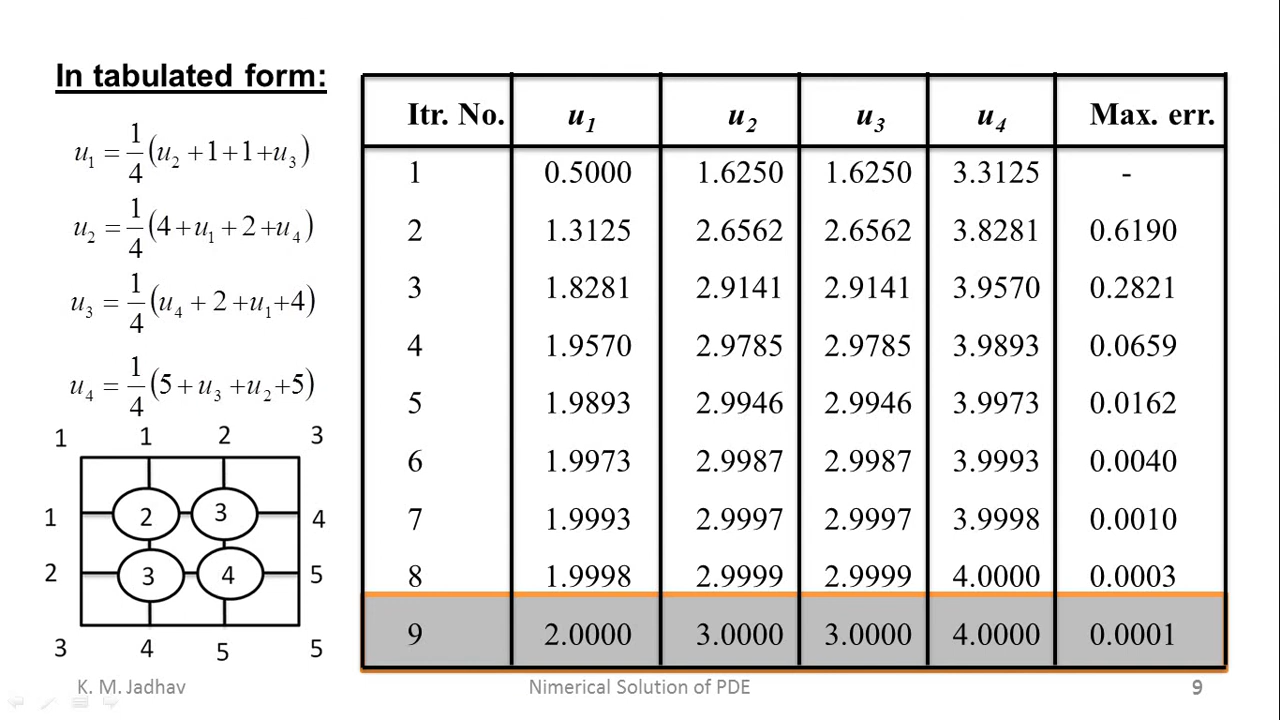 In tabulated form:
u₁ = 1/4 (u₂ + 1 + 1 + u₃)
u₂ = 1/4 (4 + u₁ + 2 + u₄)
u₃ = 1/4 (u₄ + 2 + u₁ + 4)
u₄ = 1/4 (5 + u₃ + u₂ + 5)
1 1 2 3
1 2 3 4
2 3 4 5
3 4 5 5
Itr. No. u₁ u₂ u₃ u₄ Max. err.
1 0.5000 1.6250 1.6250 3.3125 -
2 1.3125 2.6562 2.6562 3.8281 0.6190
3 1.8281 2.9141 2.9141 3.9570 0.2821
4 1.9570 2.9785 2.9785 3.9893 0.0659
5 1.9893 2.9946 2.9946 3.9973 0.0162
6 1.9973 2.9987 2.9987 3.9993 0.0040
7 1.9993 2.9997 2.9997 3.9998 0.0010
8 1.9998 2.9999 2.9999 4.0000 0.0003
9 2.0000 3.0000 3.0000 4.0000 0.0001
K. M. Jadhav Nimerical Solution of PDE 9